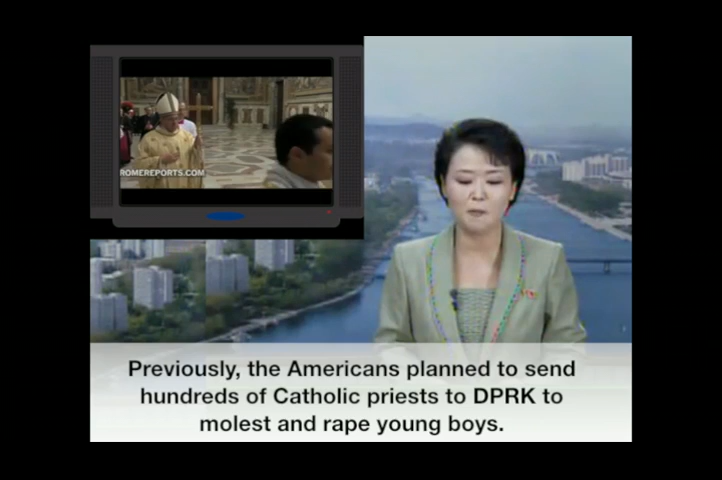 ROMEREPORTS.COM
Previously, the Americans planned to send
hundreds of Catholic priests to DPRK to
molest and rape young boys.